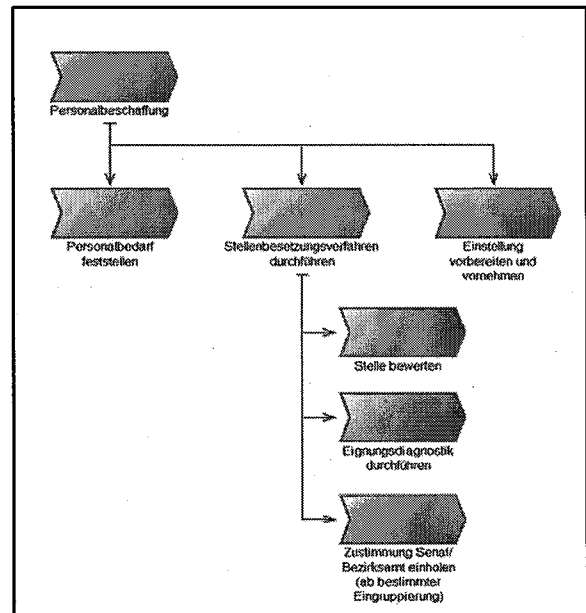 Personalbeschaffung
Personalbedarf
feststellen
Stellenbesetzungsverfahren
durchführen
Einstellung
vorbereiten und
vornehmen
Stelle bewerten
Eignungsdiagnostik
durchführen
Zustimmung Senat/
Bezirksamt einholen
(ab bestimmter
Eingruppierung)